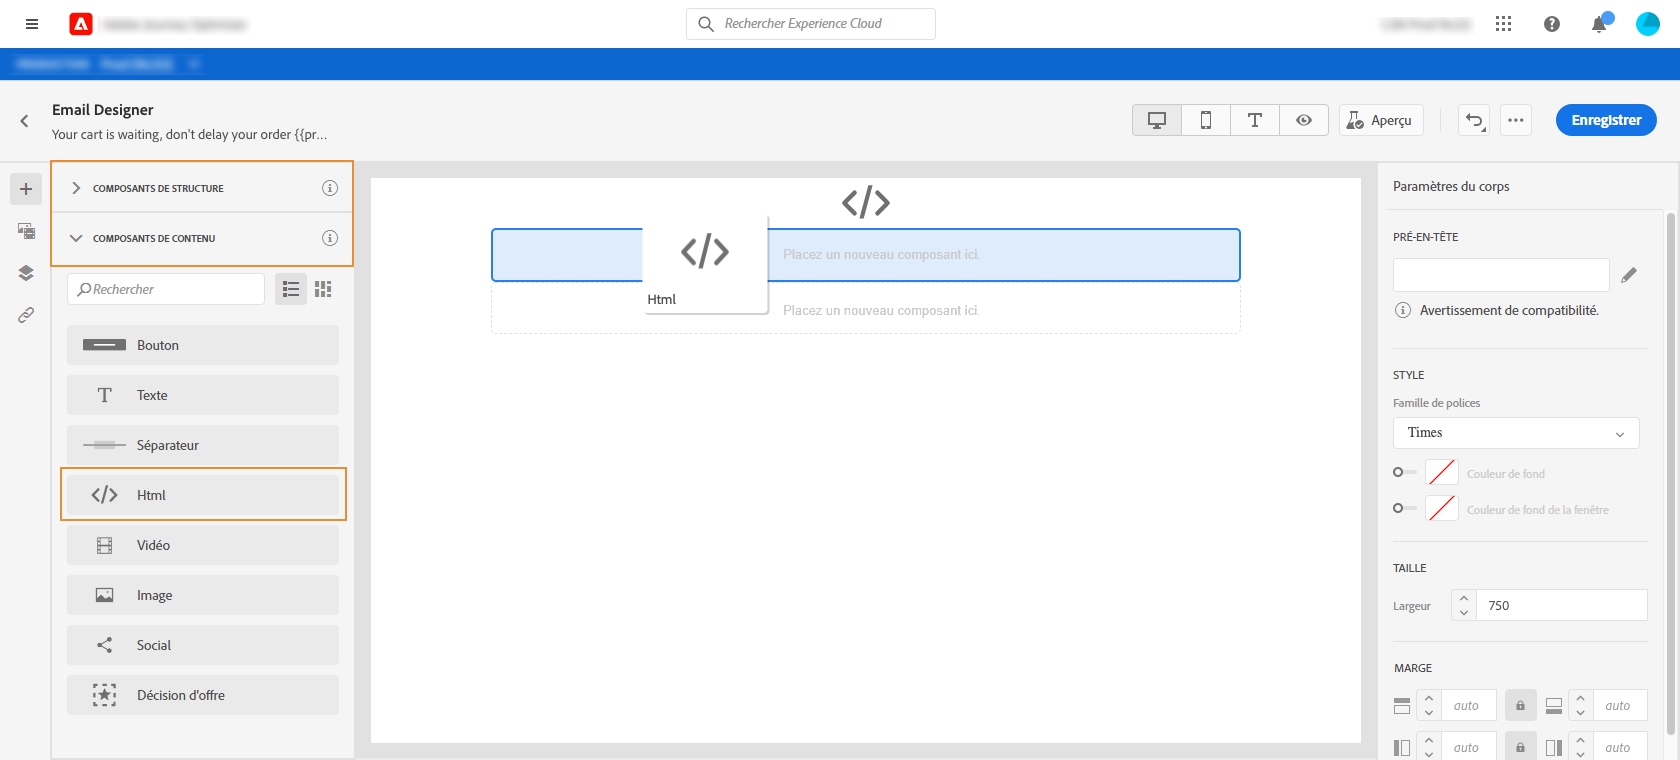 Rechercher Experience Cloud
Email Designer
Your cart is waiting, don't delay your order {{pr...
Aperçu
Enregistrer
COMPOSANTS DE STRUCTURE
COMPOSANTS DE CONTENU
Rechercher
Bouton
Texte
Séparateur
Html
Vidéo
Image
Social
Décision d'offre
Placez un nouveau composant ici.
Html
Placez un nouveau composant ici.
Paramètres du corps
PRÉ-EN-TÊTE
Avertissement de compatibilité.
STYLE
Famille de polices
Times
Couleur de fond
Couleur de fond de la fenêtre
TAILLE
Largeur 750
MARGE
auto auto
auto auto